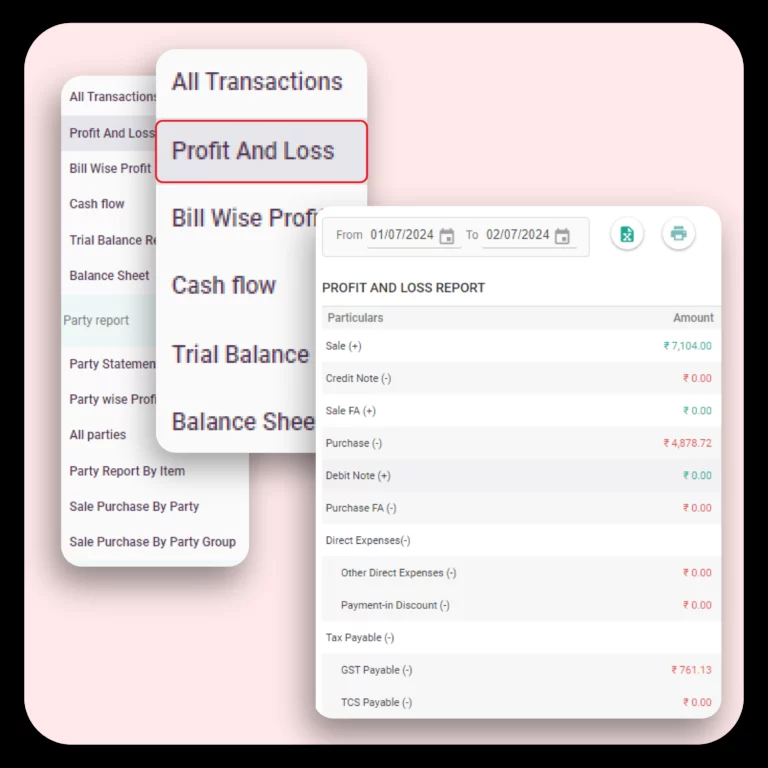 All Transactions
Profit And Loss
Bill Wise Profit
Cash flow
Trial Balance
Balance Sheet
Party report
Party
Party wise
All parties
Party Report By Item
Sale Purchase By Party
Sale Purchase By Party Group
All Transactions
Profit And Loss
Bill Wise
Cash flow
Trial Balance
Balance
From 01/07/2024 To 02/07/2024
PROFIT AND LOSS REPORT
Particulars Amount
Sale (+) ₹ 7,104.00
Credit Note (-) ₹ 0.00
Sale FA (+) ₹ 0.00
Purchase (-) ₹ 4,878.72
Debit Note (+) ₹ 0.00
Purchase FA (-) ₹ 0.00
Direct Expenses(-)
Other Direct Expenses (-) ₹ 0.00
Payment-in Discount (-) ₹ 0.00
Tax Payable (-)
GST Payable (-) ₹ 761.13
TCS Payable (-) ₹ 0.00